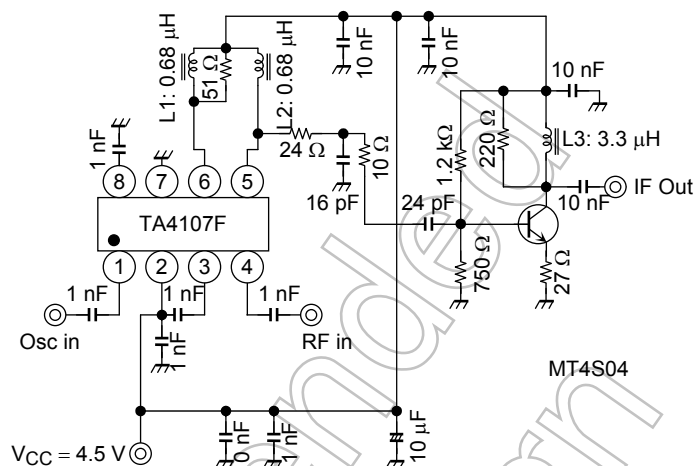 L1: 0.68 μH
51 Ω
L2: 0.68 μH
10 nF
10 nF
10 nF
1.2 kΩ
220 Ω
L3: 3.3 μH
1 nF
24 Ω
10 Ω
16 pF
24 pF
10 nF
IF Out
8
7
6
5
TA4107F
1
2
3
4
750 Ω
27 Ω
1 nF
1 nF
1 nF
Osc in
1 nF
RF in
MT4S04
0 nF
1 nF
10 μF
VCC = 4.5 V